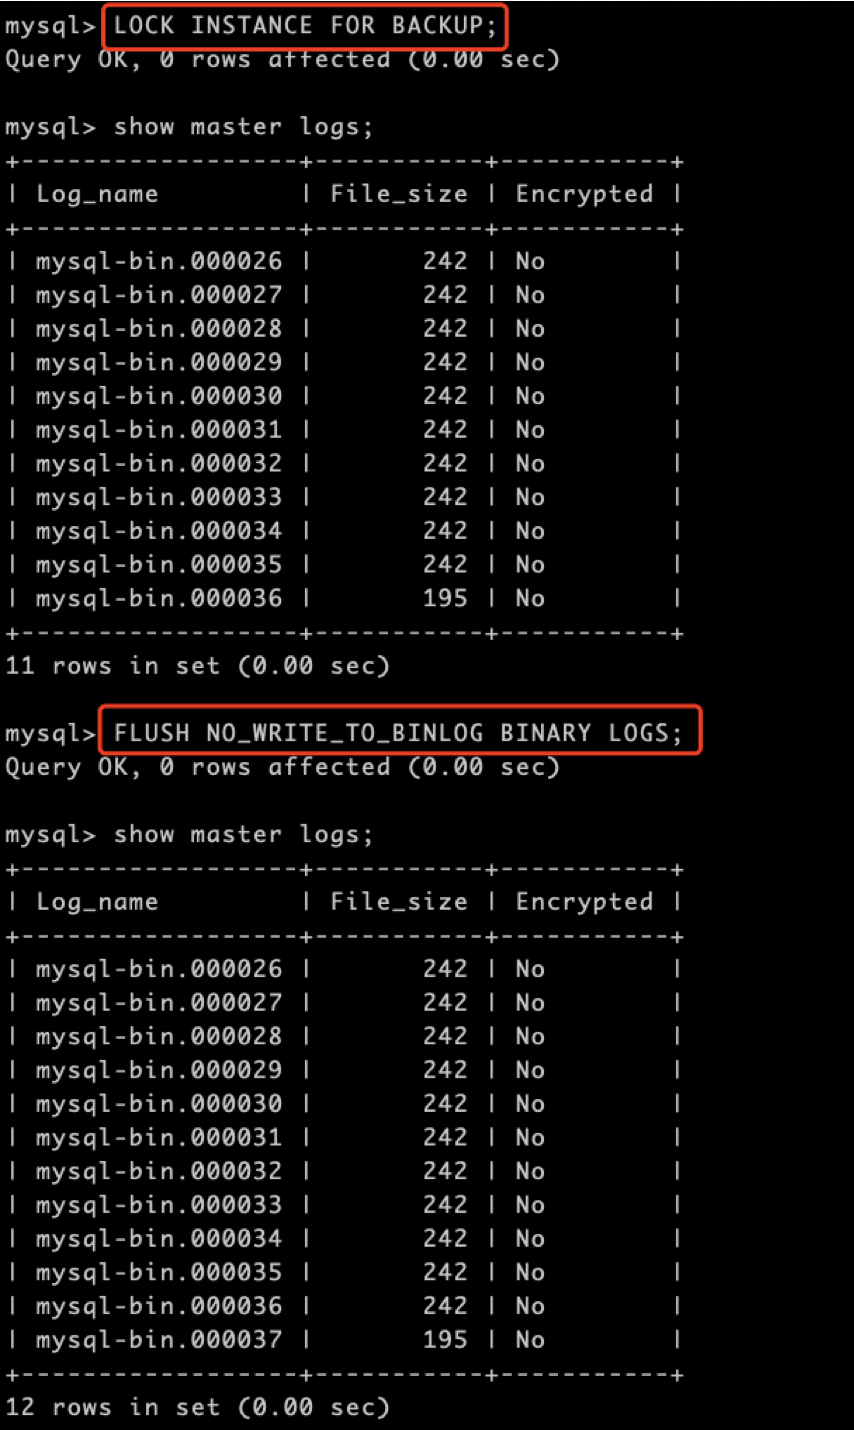 mysql> LOCK INSTANCE FOR BACKUP;
Query OK, 0 rows affected (0.00 sec)
mysql> show master logs;
+------------------+-----------+-----------+
| Log_name         | File_size | Encrypted |
+------------------+-----------+-----------+
| mysql-bin.000026 |       242 | No        |
| mysql-bin.000027 |       242 | No        |
| mysql-bin.000028 |       242 | No        |
| mysql-bin.000029 |       242 | No        |
| mysql-bin.000030 |       242 | No        |
| mysql-bin.000031 |       242 | No        |
| mysql-bin.000032 |       242 | No        |
| mysql-bin.000033 |       242 | No        |
| mysql-bin.000034 |       242 | No        |
| mysql-bin.000035 |       242 | No        |
| mysql-bin.000036 |       195 | No        |
+------------------+-----------+-----------+
11 rows in set (0.00 sec)
mysql> FLUSH NO_WRITE_TO_BINLOG BINARY LOGS;
Query OK, 0 rows affected (0.00 sec)
mysql> show master logs;
+------------------+-----------+-----------+
| Log_name         | File_size | Encrypted |
+------------------+-----------+-----------+
| mysql-bin.000026 |       242 | No        |
| mysql-bin.000027 |       242 | No        |
| mysql-bin.000028 |       242 | No        |
| mysql-bin.000029 |       242 | No        |
| mysql-bin.000030 |       242 | No        |
| mysql-bin.000031 |       242 | No        |
| mysql-bin.000032 |       242 | No        |
| mysql-bin.000033 |       242 | No        |
| mysql-bin.000034 |       242 | No        |
| mysql-bin.000035 |       242 | No        |
| mysql-bin.000036 |       242 | No        |
| mysql-bin.000037 |       195 | No        |
+------------------+-----------+-----------+
12 rows in set (0.00 sec)